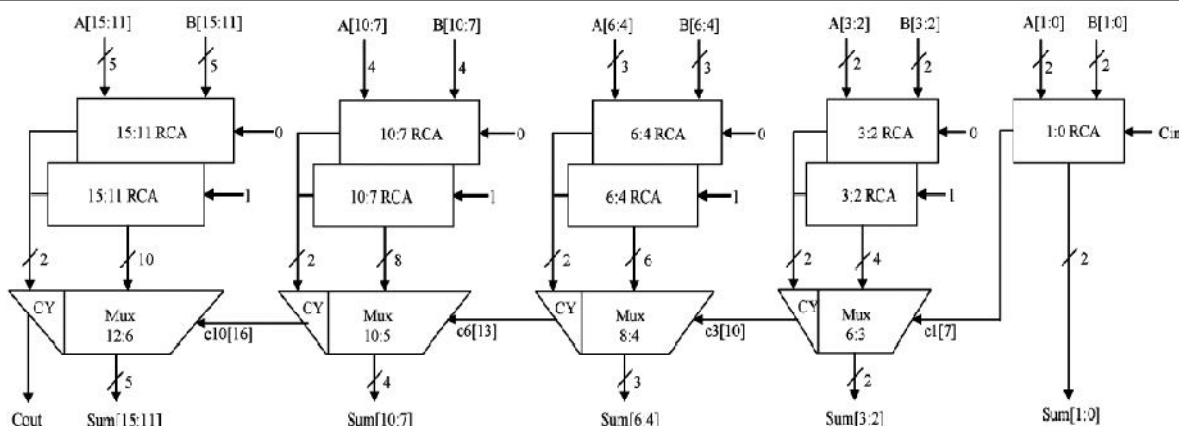 A[15:11] B[15:11] A[10:7] B[10:7] A[6:4] B[6:4] A[3:2] B[3:2] A[1:0] B[1:0]
5 5 4 4 3 3 2 2 2 2
15:11 RCA 0 10:7 RCA 0 6:4 RCA 0 3:2 RCA 0 1:0 RCA Cin
15:11 RCA 1 10:7 RCA 1 6:4 RCA 1 3:2 RCA 1
2 10 2 8 2 6 2 4 2
CY Mux CY Mux CY Mux CY Mux
12:6 c10[16] 10:5 c6[13] 8:4 c3[10] 6:3 c1[7]
5 4 3 2
Cout Sum[15:11] Sum[10:7] Sum[6:4] Sum[3:2] Sum[1:0]